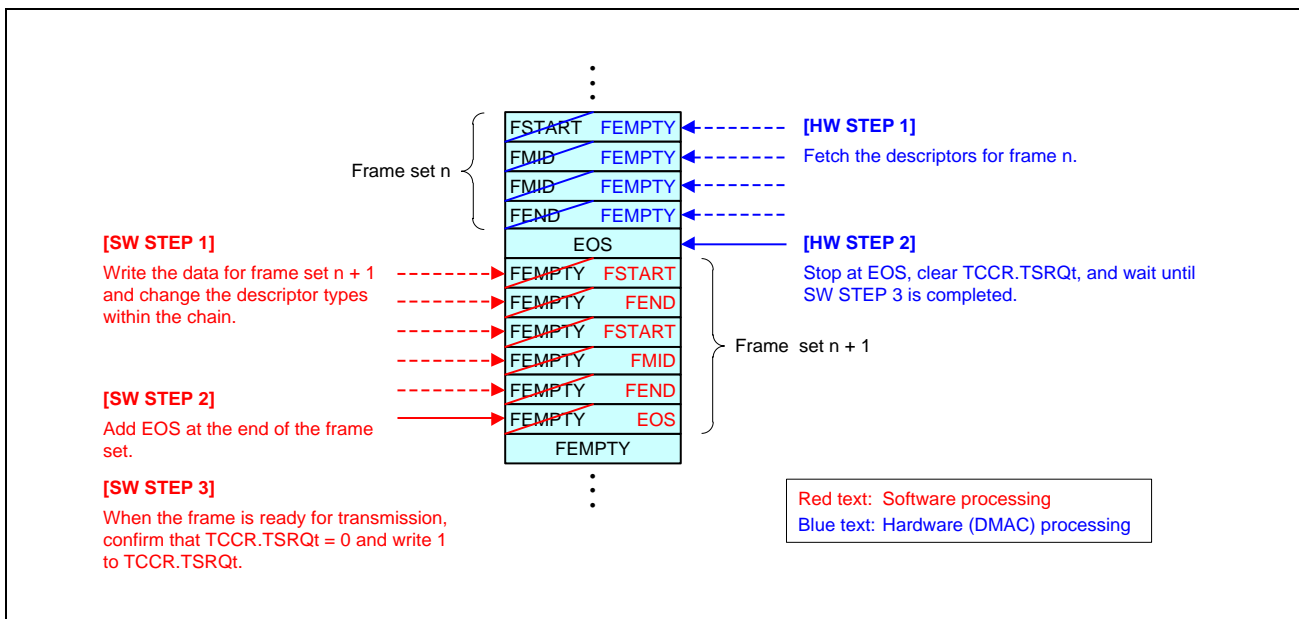 FSTART FEMPTY
FMID FEMPTY
FMID FEMPTY
FEND FEMPTY
Frame set n
[HW STEP 1]
Fetch the descriptors for frame n.
EOS
[HW STEP 2]
Stop at EOS, clear TCCR.TSRQt, and wait until
SW STEP 3 is completed.
[SW STEP 1]
Write the data for frame set n + 1
and change the descriptor types
within the chain.
FEMPTY FSTART
FEMPTY FEND
FEMPTY FSTART
FEMPTY FMID
FEMPTY FEND
FEMPTY EOS
Frame set n + 1
[SW STEP 2]
Add EOS at the end of the frame
set.
FEMPTY
[SW STEP 3]
When the frame is ready for transmission,
confirm that TCCR.TSRQt = 0 and write 1
to TCCR.TSRQt.
Red text: Software processing
Blue text: Hardware (DMAC) processing